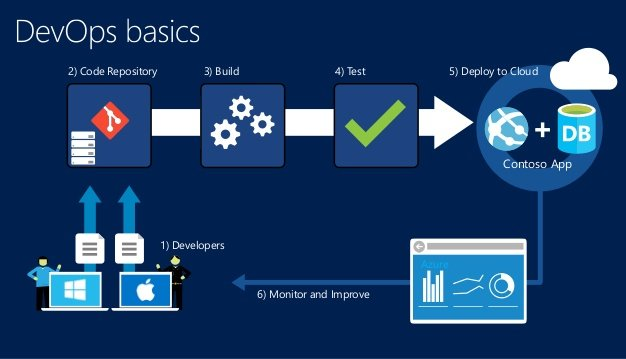 DevOps basics
2) Code Repository
3) Build
4) Test
5) Deploy to Cloud
+
DB
Contoso App
1) Developers
Azure
6) Monitor and Improve